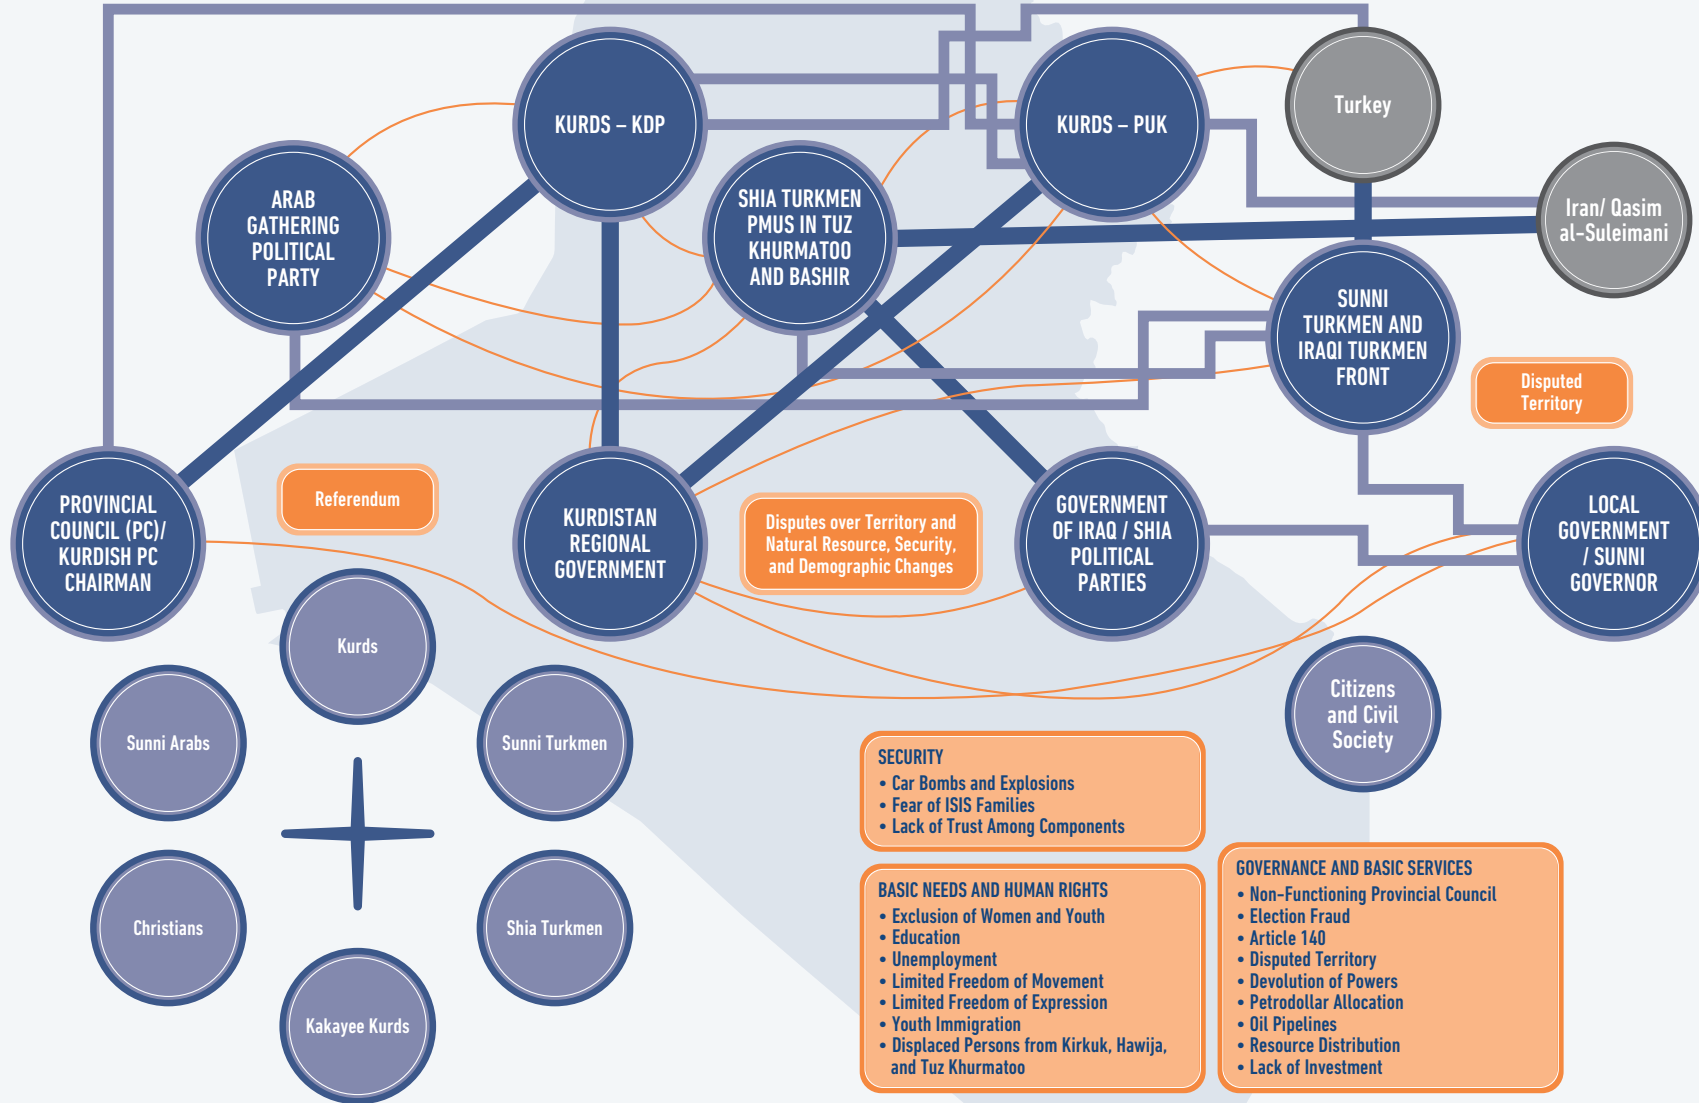 KURDS – KDP
KURDS – PUK
Turkey
ARAB
GATHERING
POLITICAL
PARTY
SHIA TURKMEN
PMUS IN TUZ
KHURMATOO
AND BASHIR
Iran/ Qasim
al-Suleimani
SUNNI
TURKMEN AND
IRAQI TURKMEN
FRONT
Disputed
Territory
PROVINCIAL
COUNCIL (PC)/
KURDISH PC
CHAIRMAN
Referendum
KURDISTAN
REGIONAL
GOVERNMENT
Disputes over Territory and
Natural Resource, Security,
and Demographic Changes
GOVERNMENT
OF IRAQ / SHIA
POLITICAL
PARTIES
LOCAL
GOVERNMENT
/ SUNNI
GOVERNOR
Kurds
Sunni Arabs
Sunni Turkmen
Christians
Shia Turkmen
Kakayee Kurds
Citizens
and Civil
Society
SECURITY
• Car Bombs and Explosions
• Fear of ISIS Families
• Lack of Trust Among Components
BASIC NEEDS AND HUMAN RIGHTS
• Exclusion of Women and Youth
• Education
• Unemployment
• Limited Freedom of Movement
• Limited Freedom of Expression
• Youth Immigration
• Displaced Persons from Kirkuk, Hawija,
and Tuz Khurmatoo
GOVERNANCE AND BASIC SERVICES
• Non-Functioning Provincial Council
• Election Fraud
• Article 140
• Disputed Territory
• Devolution of Powers
• Petrodollar Allocation
• Oil Pipelines
• Resource Distribution
• Lack of Investment